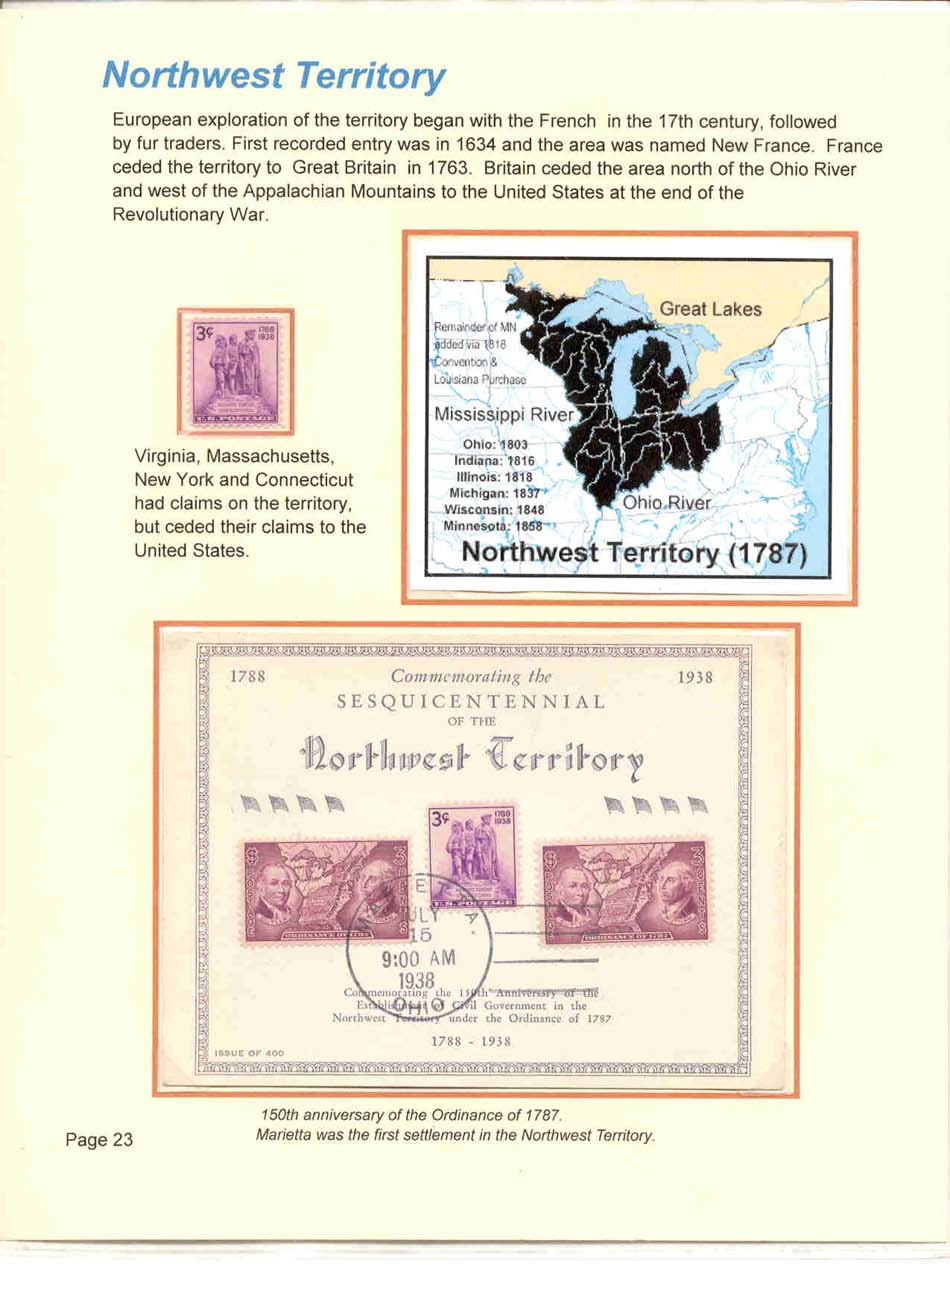 Northwest Territory
European exploration of the territory began with the French in the 17th century, followed
by fur traders. First recorded entry was in 1634 and the area was named New France. France
ceded the territory to Great Britain in 1763. Britain ceded the area north of the Ohio River
and west of the Appalachian Mountains to the United States at the end of the
Revolutionary War.
3¢ 1788
1938
U.S. POSTAGE
Virginia, Massachusetts,
New York and Connecticut
had claims on the territory,
but ceded their claims to the
United States.
Great Lakes
Remainder of MN
added via 1818
Convention &
Louisiana Purchase
Mississippi River
Ohio: 1803
Indiana: 1816
Illinois: 1818
Michigan: 1837
Wisconsin: 1848
Minnesota: 1858
Ohio River
Northwest Territory (1787)
1788 Commemorating the 1938
SESQUICENTENNIAL
OF THE
Northwest Territory
3¢ 1788
1938
U.S. POSTAGE
3 3
ORDINANCE OF 1787
ORDINANCE OF 1787
JULY
15
9:00 AM
1938
OHIO
Commemorating the 150th Anniversary of the
Establishment of Civil Government in the
Northwest Territory under the Ordinance of 1787
1788 - 1938
ISSUE OF 400
150th anniversary of the Ordinance of 1787.
Marietta was the first settlement in the Northwest Territory.
Page 23